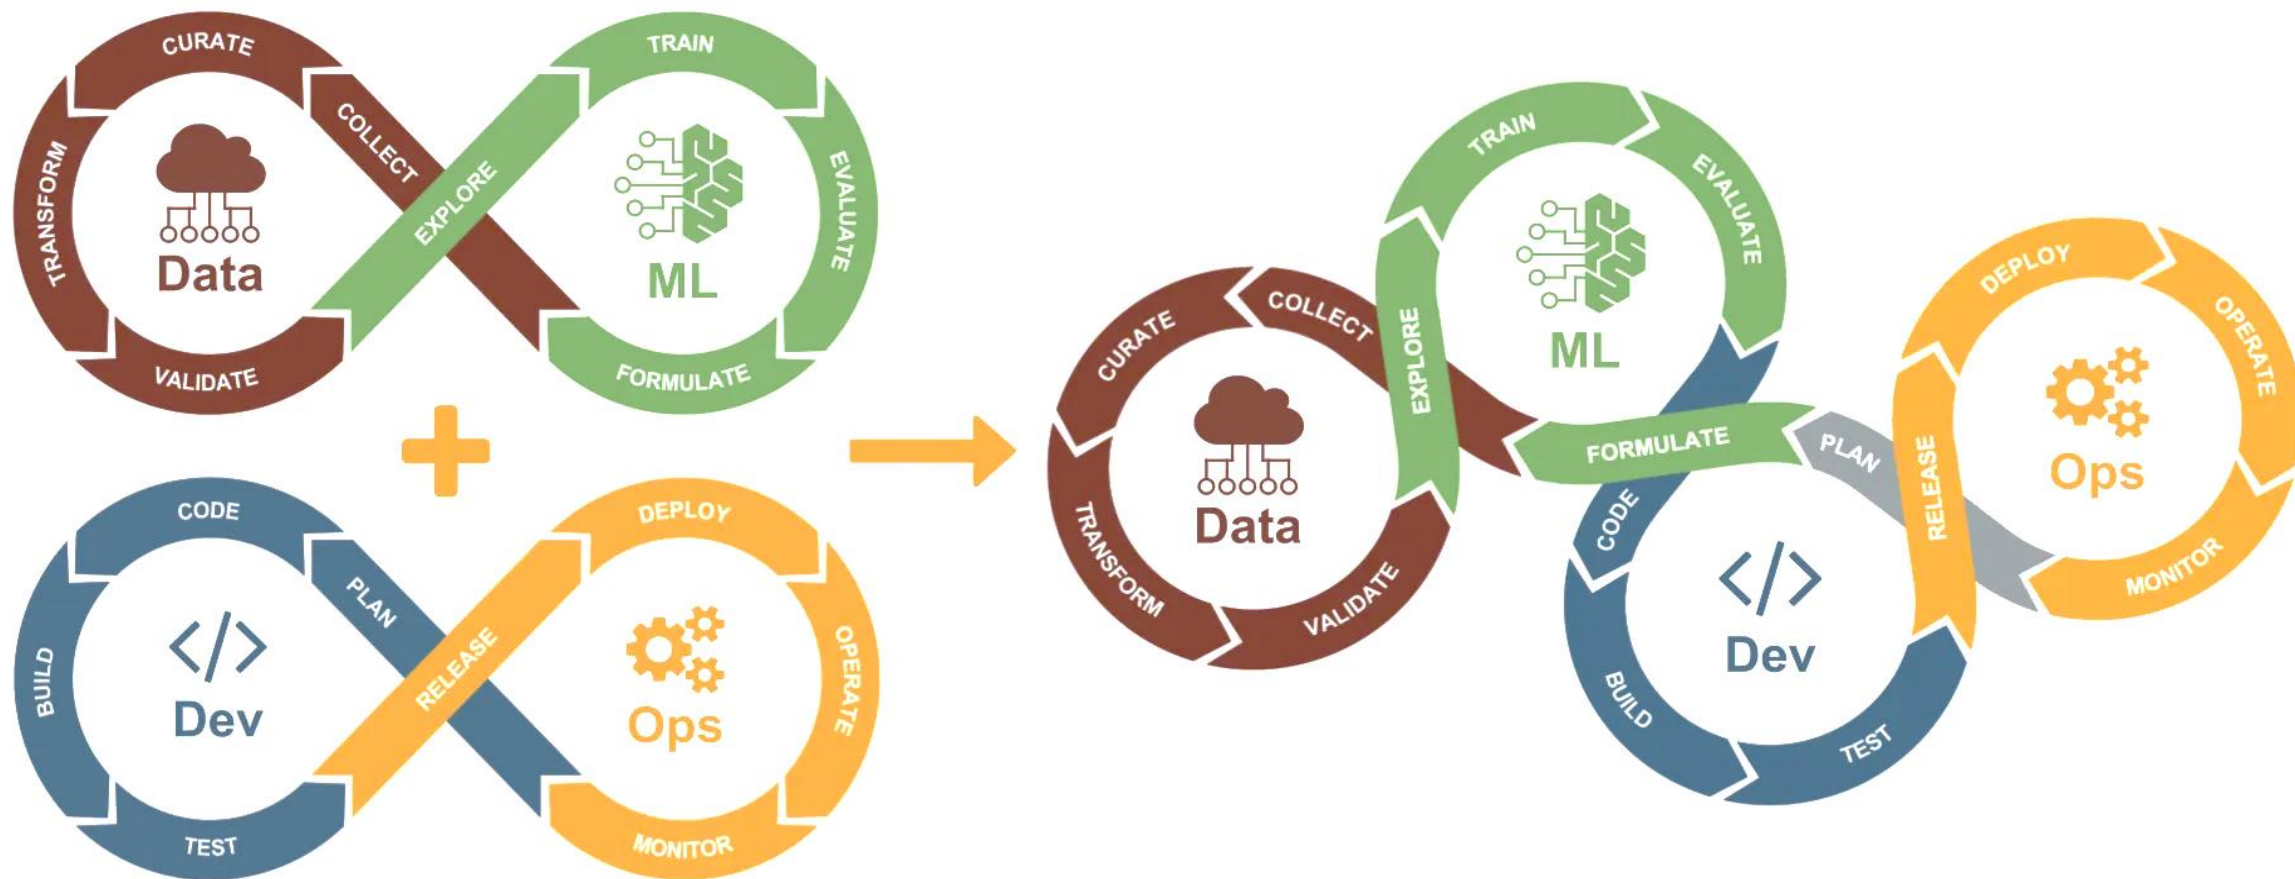 CURATE
COLLECT
TRANSFORM
VALIDATE
Data
EXPLORE
TRAIN
EVALUATE
FORMULATE
ML
CODE
PLAN
BUILD
TEST
Dev
RELEASE
DEPLOY
OPERATE
MONITOR
Ops
COLLECT
CURATE
TRANSFORM
VALIDATE
Data
EXPLORE
TRAIN
EVALUATE
ML
FORMULATE
CODE
BUILD
TEST
Dev
PLAN
RELEASE
DEPLOY
OPERATE
MONITOR
Ops